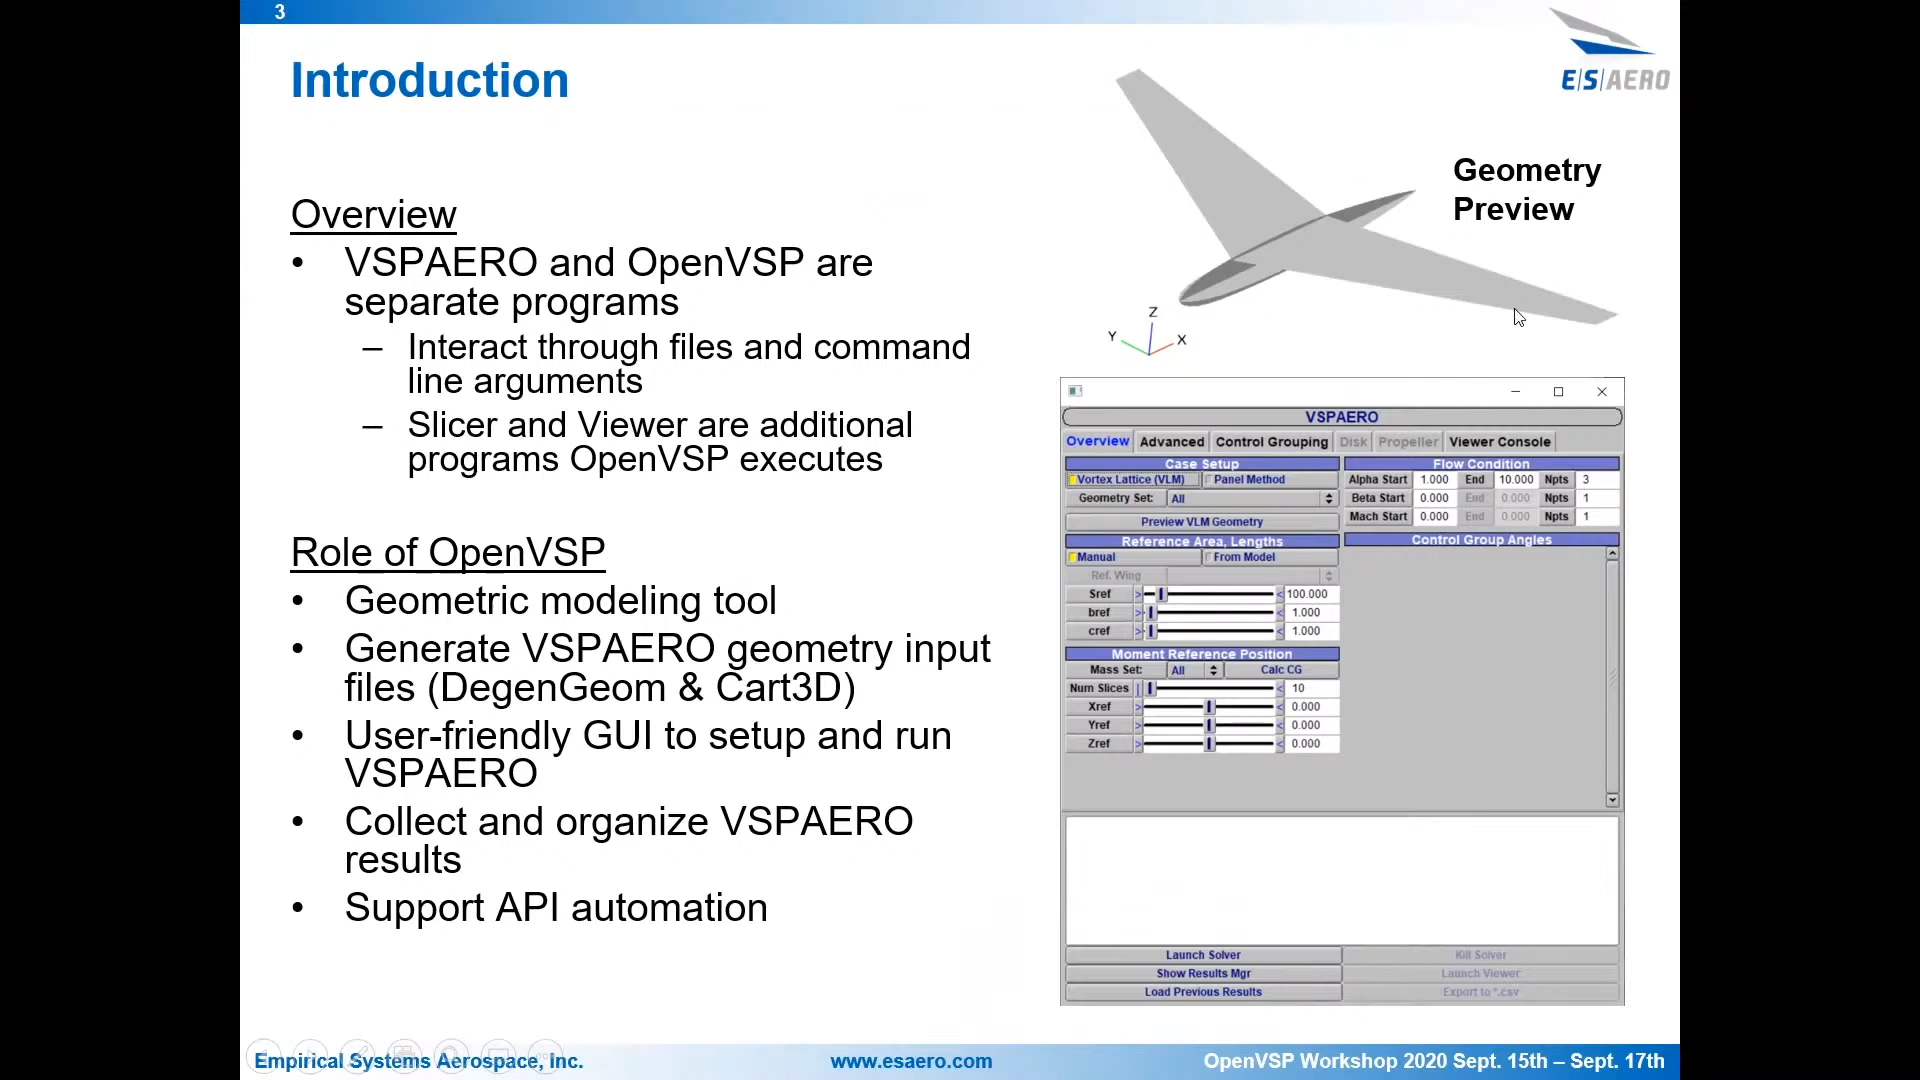 3
Introduction
E|S|AERO
Geometry
Preview
Overview
• VSPAERO and OpenVSP are
separate programs
– Interact through files and command
line arguments
– Slicer and Viewer are additional
programs OpenVSP executes
Role of OpenVSP
• Geometric modeling tool
• Generate VSPAERO geometry input
files (DegenGeom & Cart3D)
• User-friendly GUI to setup and run
VSPAERO
• Collect and organize VSPAERO
results
• Support API automation
Z
Y
X
VSPAERO
Overview Advanced Control Grouping Disk Propeller Viewer Console
Case Setup
Vortex Lattice (VLM) Panel Method
Geometry Set: All
Preview VLM Geometry
Reference Area, Lengths
Manual From Model
Ref. Wing
Sref > < 100.000
bref > < 1.000
cref > < 1.000
Moment Reference Position
Mass Set: All Calc CG
Num Slices | < 10
Xref > < 0.000
Yref > < 0.000
Zref > < 0.000
Flow Condition
Alpha Start 1.000 End 10.000 Npts 3
Beta Start 0.000 End 0.000 Npts 1
Mach Start 0.000 End 0.000 Npts 1
Control Group Angles
Launch Solver Kill Solver
Show Results Mgr Launch Viewer
Load Previous Results Export to *.csv
Empirical Systems Aerospace, Inc. www.esaero.com OpenVSP Workshop 2020 Sept. 15th – Sept. 17th